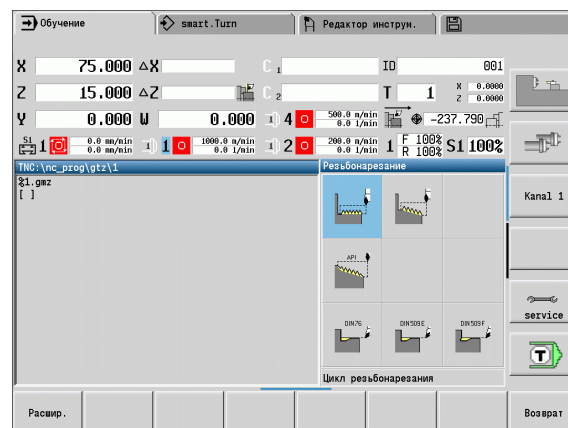 Обучение smart.Turn Редактор инструм.
X 75.000 ΔX C 1 ID 001
Z 15.000 ΔZ C 2 T 1 X 0.0000 Z 0.0000
Y 0.000 W 0.000 4 500.0 m/min 0.0 1/min -237.790
S1 1 0.0 mm/min 0.0 mm/min 1 1000.0 m/min 0.0 1/min 2 200.0 m/min 0.0 1/min 1 F 100% R 100% S1 100%
TNC:\nc_prog\gtz\1 Резьбонарезание
%1.gmz
[ ]
Kanal 1
API
service
DIN76 DIN509E DIN509F
T
Цикл резьбонарезания
Расшир. Возврат